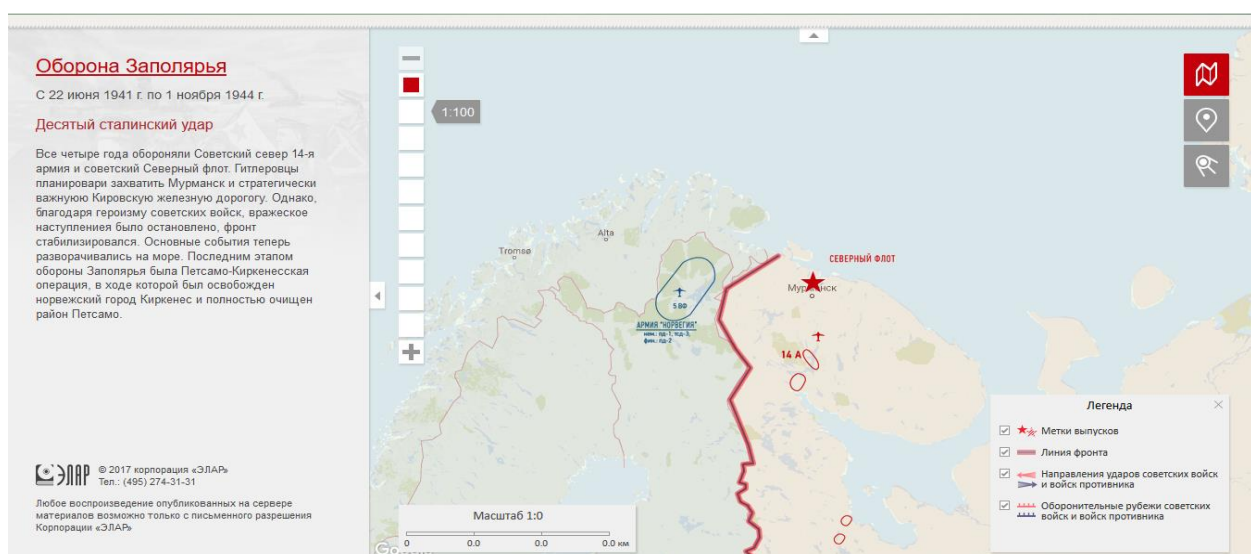 Оборона Заполярья
С 22 июня 1941 г. по 1 ноября 1944 г.
Десятый сталинский удар
Все четыре года обороняли Советский север 14-я
армия и советский Северный флот. Гитлеровцы
планировари захватить Мурманск и стратегически
важнуюю Кировскую железную дорогогу. Однако,
благодаря героизму советских войск, вражеское
наступлениея было остановлено, фронт
стабилизировался. Основные события теперь
разворачивались на море. Последним этапом
обороны Заполярья была Петсамо-Киркенесская
операция, в ходе которой был освобожден
норвежский город Киркенес и полностью очищен
район Петсамо.
ЭЛАР
© 2017 корпорация «ЭЛАР»
Тел.: (495) 274-31-31
Любое воспроизведение опубликованных на сервере
материалов возможно только с письменного разрешения
Корпорации «ЭЛАР»
1:100
Alta
Tromsø
СЕВЕРНЫЙ ФЛОТ
5 ВФ
АРМИЯ "НОРВЕГИЯ"
14 А
Масштаб 1:0
0 0.0 0.0 0.0 км
Легенда
Метки выпусков
Линия фронта
Направления ударов советских войск
и войск противника
Оборонительные рубежи советских
войск и войск противника